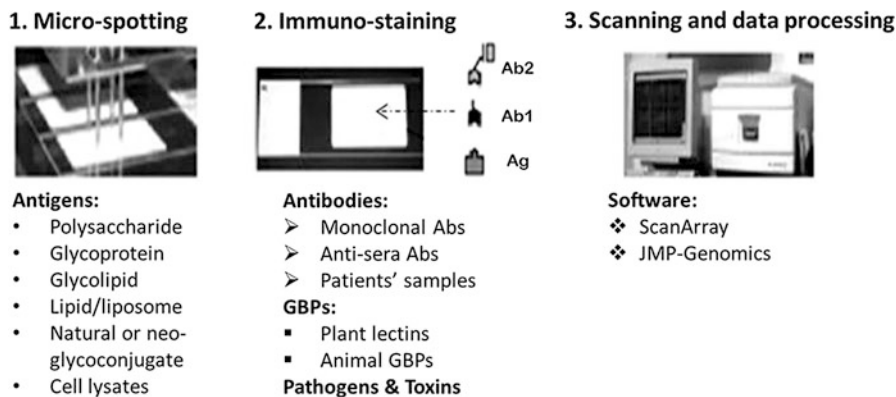 1. Micro-spotting
Antigens:
• Polysaccharide
• Glycoprotein
• Glycolipid
• Lipid/liposome
• Natural or neo-
glycoconjugate
• Cell lysates
2. Immuno-staining
Ab2
Ab1
Ag
Antibodies:
➢ Monoclonal Abs
➢ Anti-sera Abs
➢ Patients' samples
GBPs:
▪ Plant lectins
▪ Animal GBPs
Pathogens & Toxins
3. Scanning and data processing
Software:
❖ ScanArray
❖ JMP-Genomics